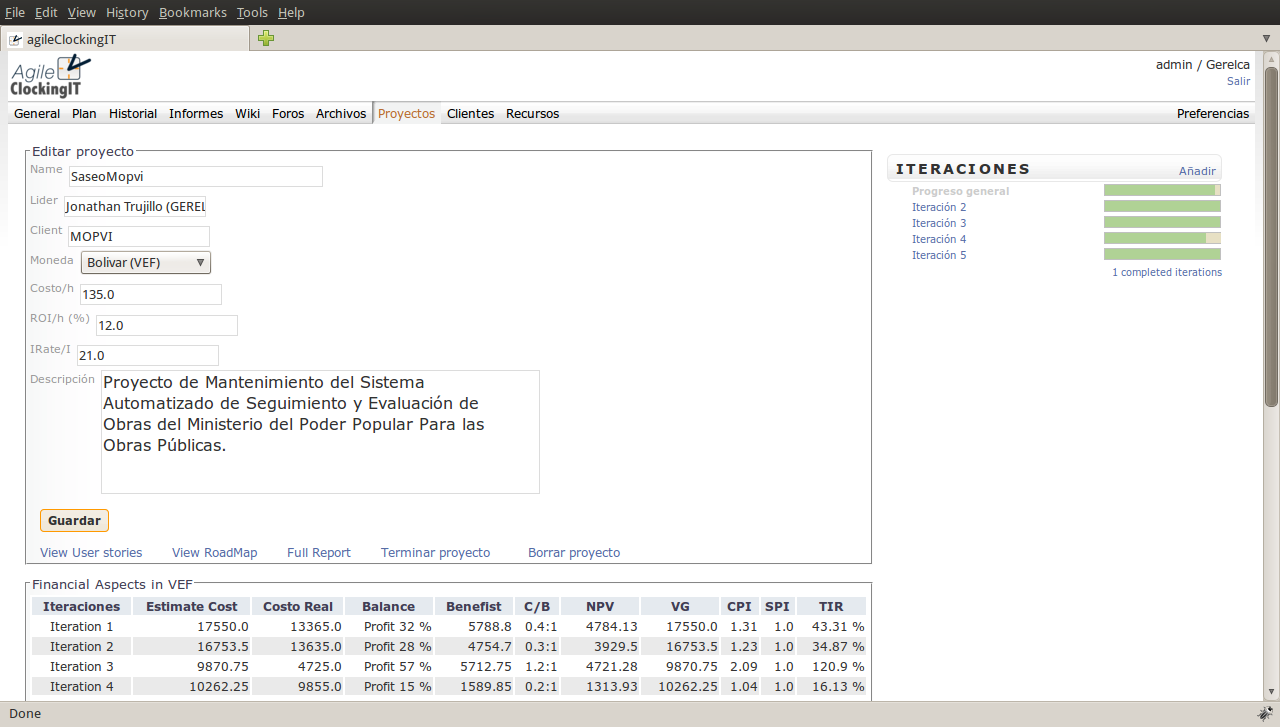 File Edit View History Bookmarks Tools Help
agileClockingIT
Agile
ClockingIT
admin / Gerelca
Salir
General Plan Historial Informes Wiki Foros Archivos Proyectos Clientes Recursos Preferencias
Editar proyecto
Name SaseoMopvi
Lider Jonathan Trujillo (GEREL
Client MOPVI
Moneda Bolivar (VEF)
Costo/h 135.0
ROI/h (%) 12.0
IRate/I 21.0
Descripción Proyecto de Mantenimiento del Sistema
Automatizado de Seguimiento y Evaluación de
Obras del Ministerio del Poder Popular Para las
Obras Públicas.
Guardar
View User stories View RoadMap Full Report Terminar proyecto Borrar proyecto
ITERACIONES Añadir
Progreso general
Iteración 2
Iteración 3
Iteración 4
Iteración 5
1 completed iterations
Financial Aspects in VEF
Iteraciones Estimate Cost Costo Real Balance Benefist C/B NPV VG CPI SPI TIR
Iteration 1 17550.0 13365.0 Profit 32 % 5788.8 0.4:1 4784.13 17550.0 1.31 1.0 43.31 %
Iteration 2 16753.5 13635.0 Profit 28 % 4754.7 0.3:1 3929.5 16753.5 1.23 1.0 34.87 %
Iteration 3 9870.75 4725.0 Profit 57 % 5712.75 1.2:1 4721.28 9870.75 2.09 1.0 120.9 %
Iteration 4 10262.25 9855.0 Profit 15 % 1589.85 0.2:1 1313.93 10262.25 1.04 1.0 16.13 %
Done